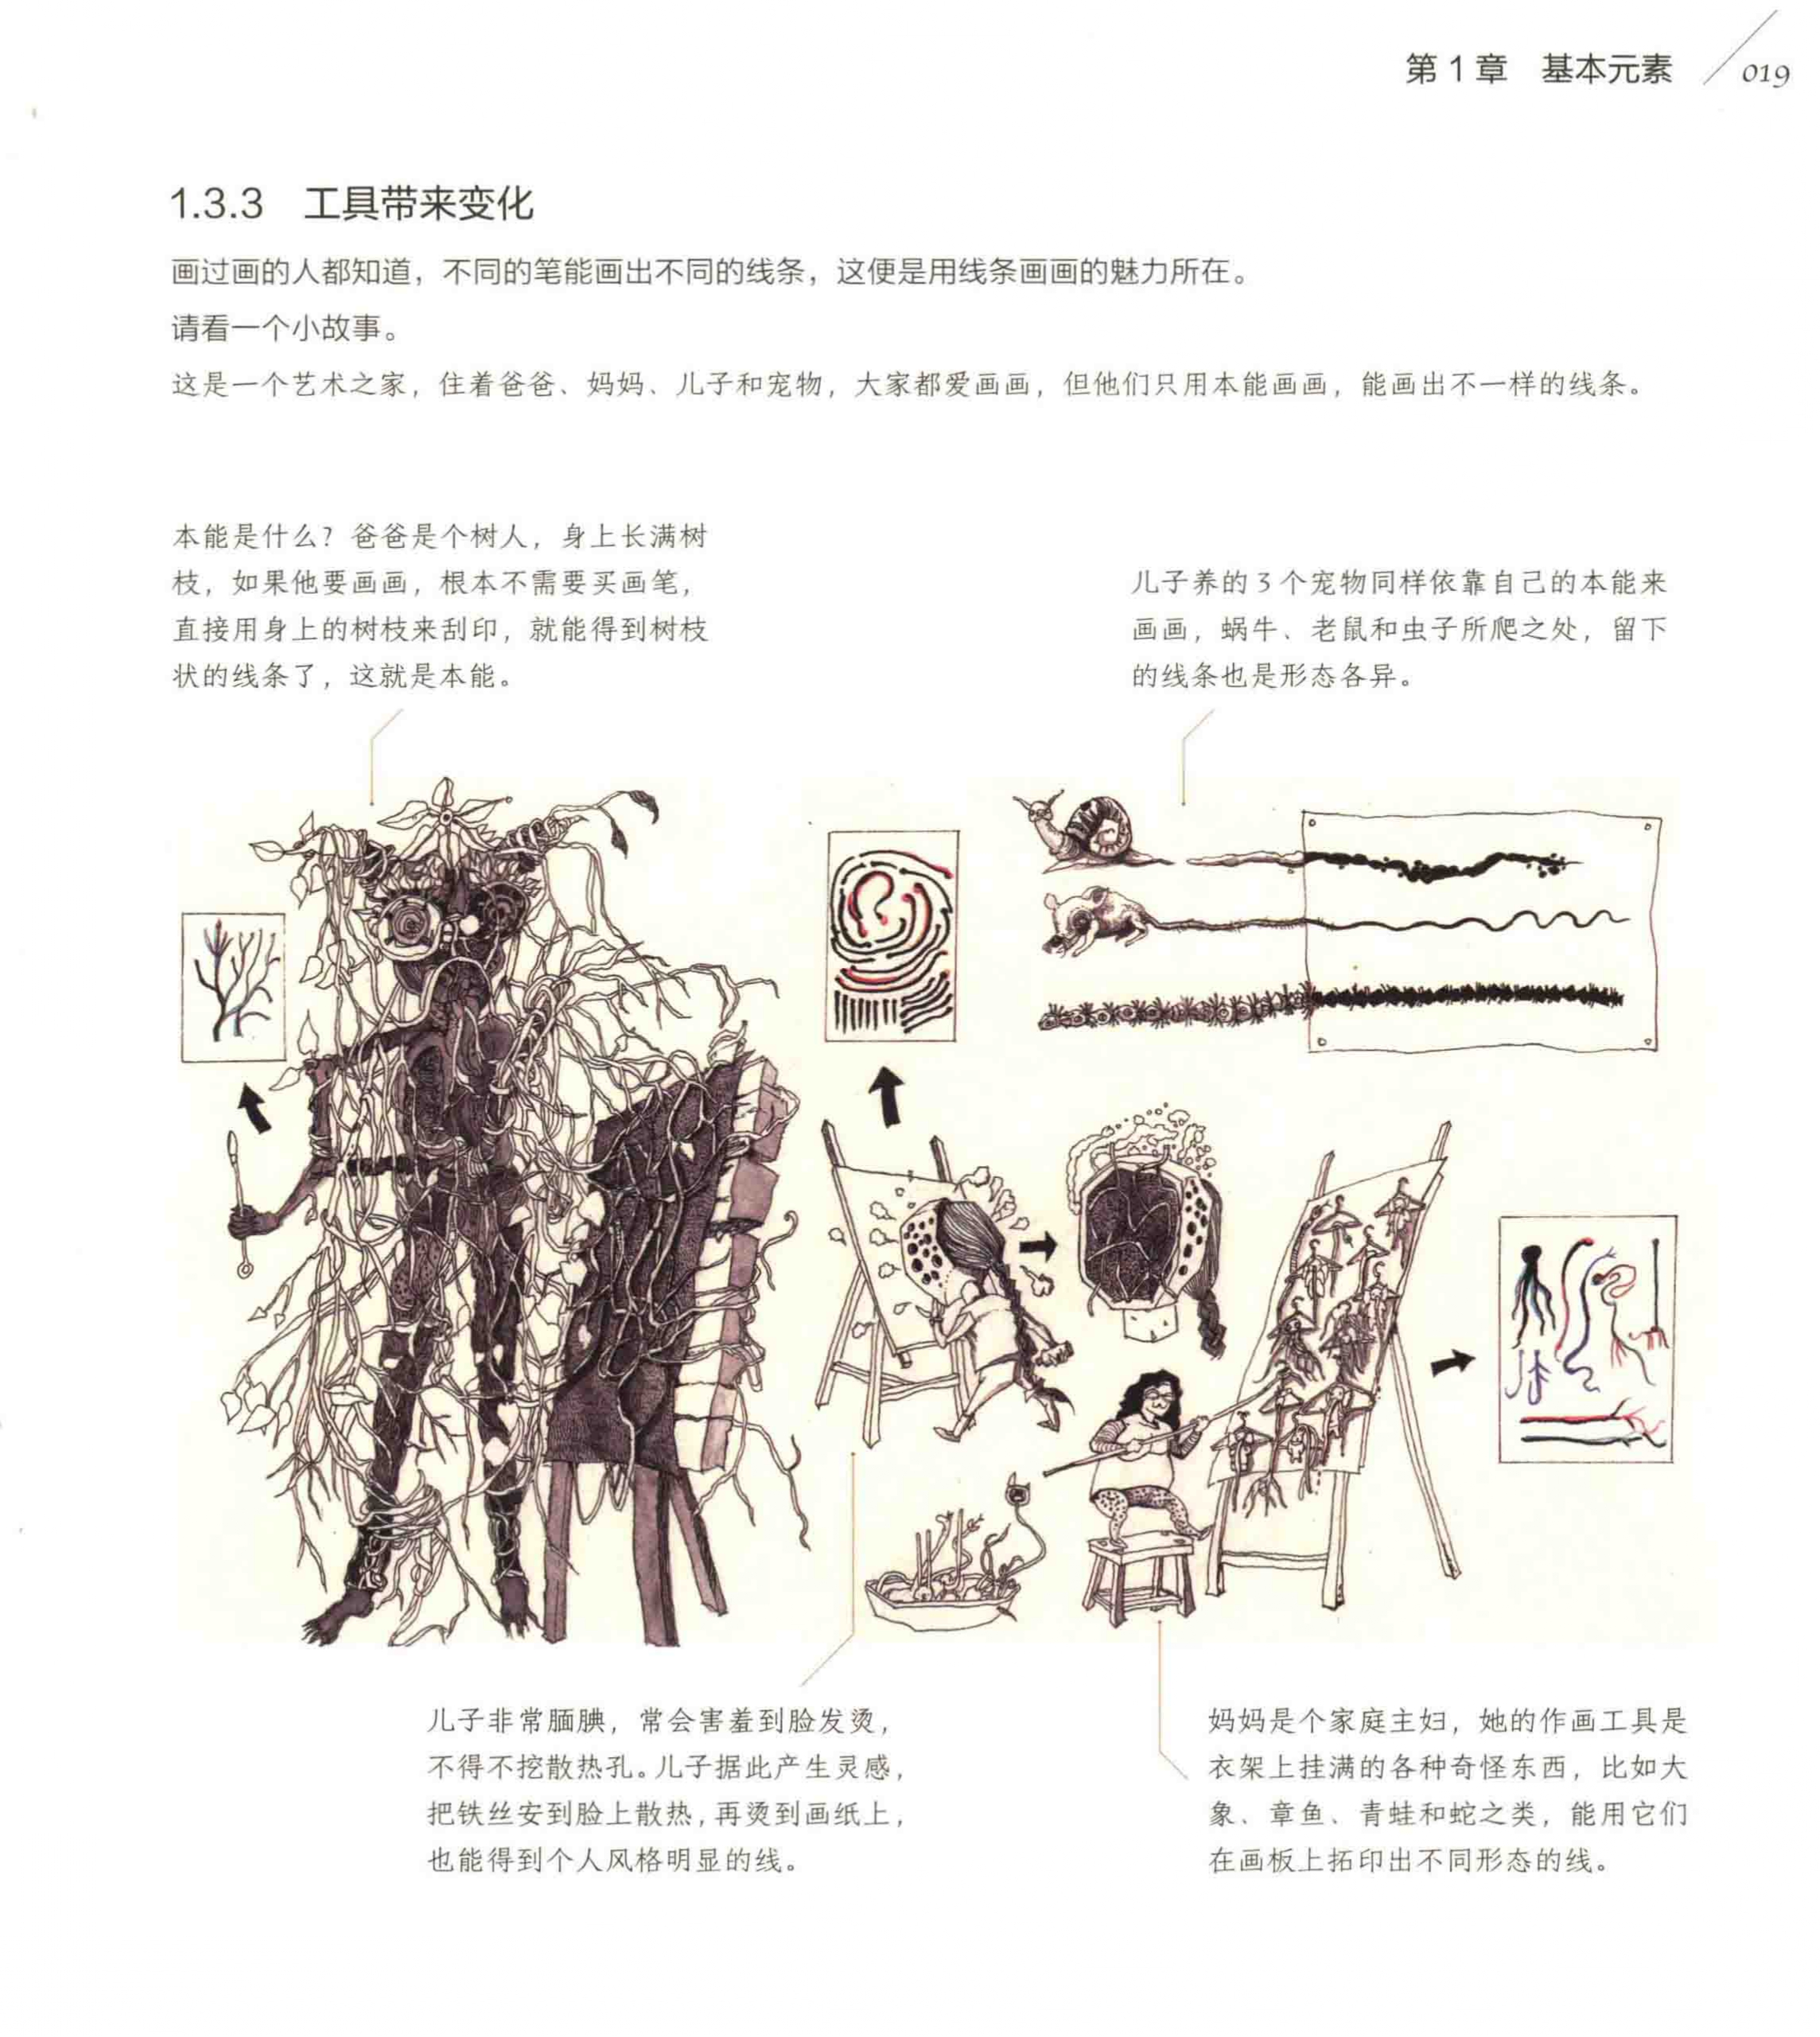 第 1 章 基本元素 019
1.3.3 工具带来变化
画过画的人都知道，不同的笔能画出不同的线条，这便是用线条画画的魅力所在。
请看一个小故事。
这是一个艺术之家，住着爸爸、妈妈、儿子和宠物，大家都爱画画，但他们只用本能画画，能画出不一样的线条。
本能是什么？爸爸是个树人，身上长满树
枝，如果他要画画，根本不需要买画笔，
直接用身上的树枝来刮印，就能得到树枝
状的线条了，这就是本能。
儿子养的 3 个宠物同样依靠自己的本能来
画画，蜗牛、老鼠和虫子所爬之处，留下
的线条也是形态各异。
儿子非常腼腆，常会害羞到脸发烫，
不得不挖散热孔。儿子据此产生灵感，
把铁丝安到脸上散热，再烫到画纸上，
也能得到个人风格明显的线。
妈妈是个家庭主妇，她的作画工具是
衣架上挂满的各种奇怪东西，比如大
象、章鱼、青蛙和蛇之类，能用它们
在画板上拓印出不同形态的线。